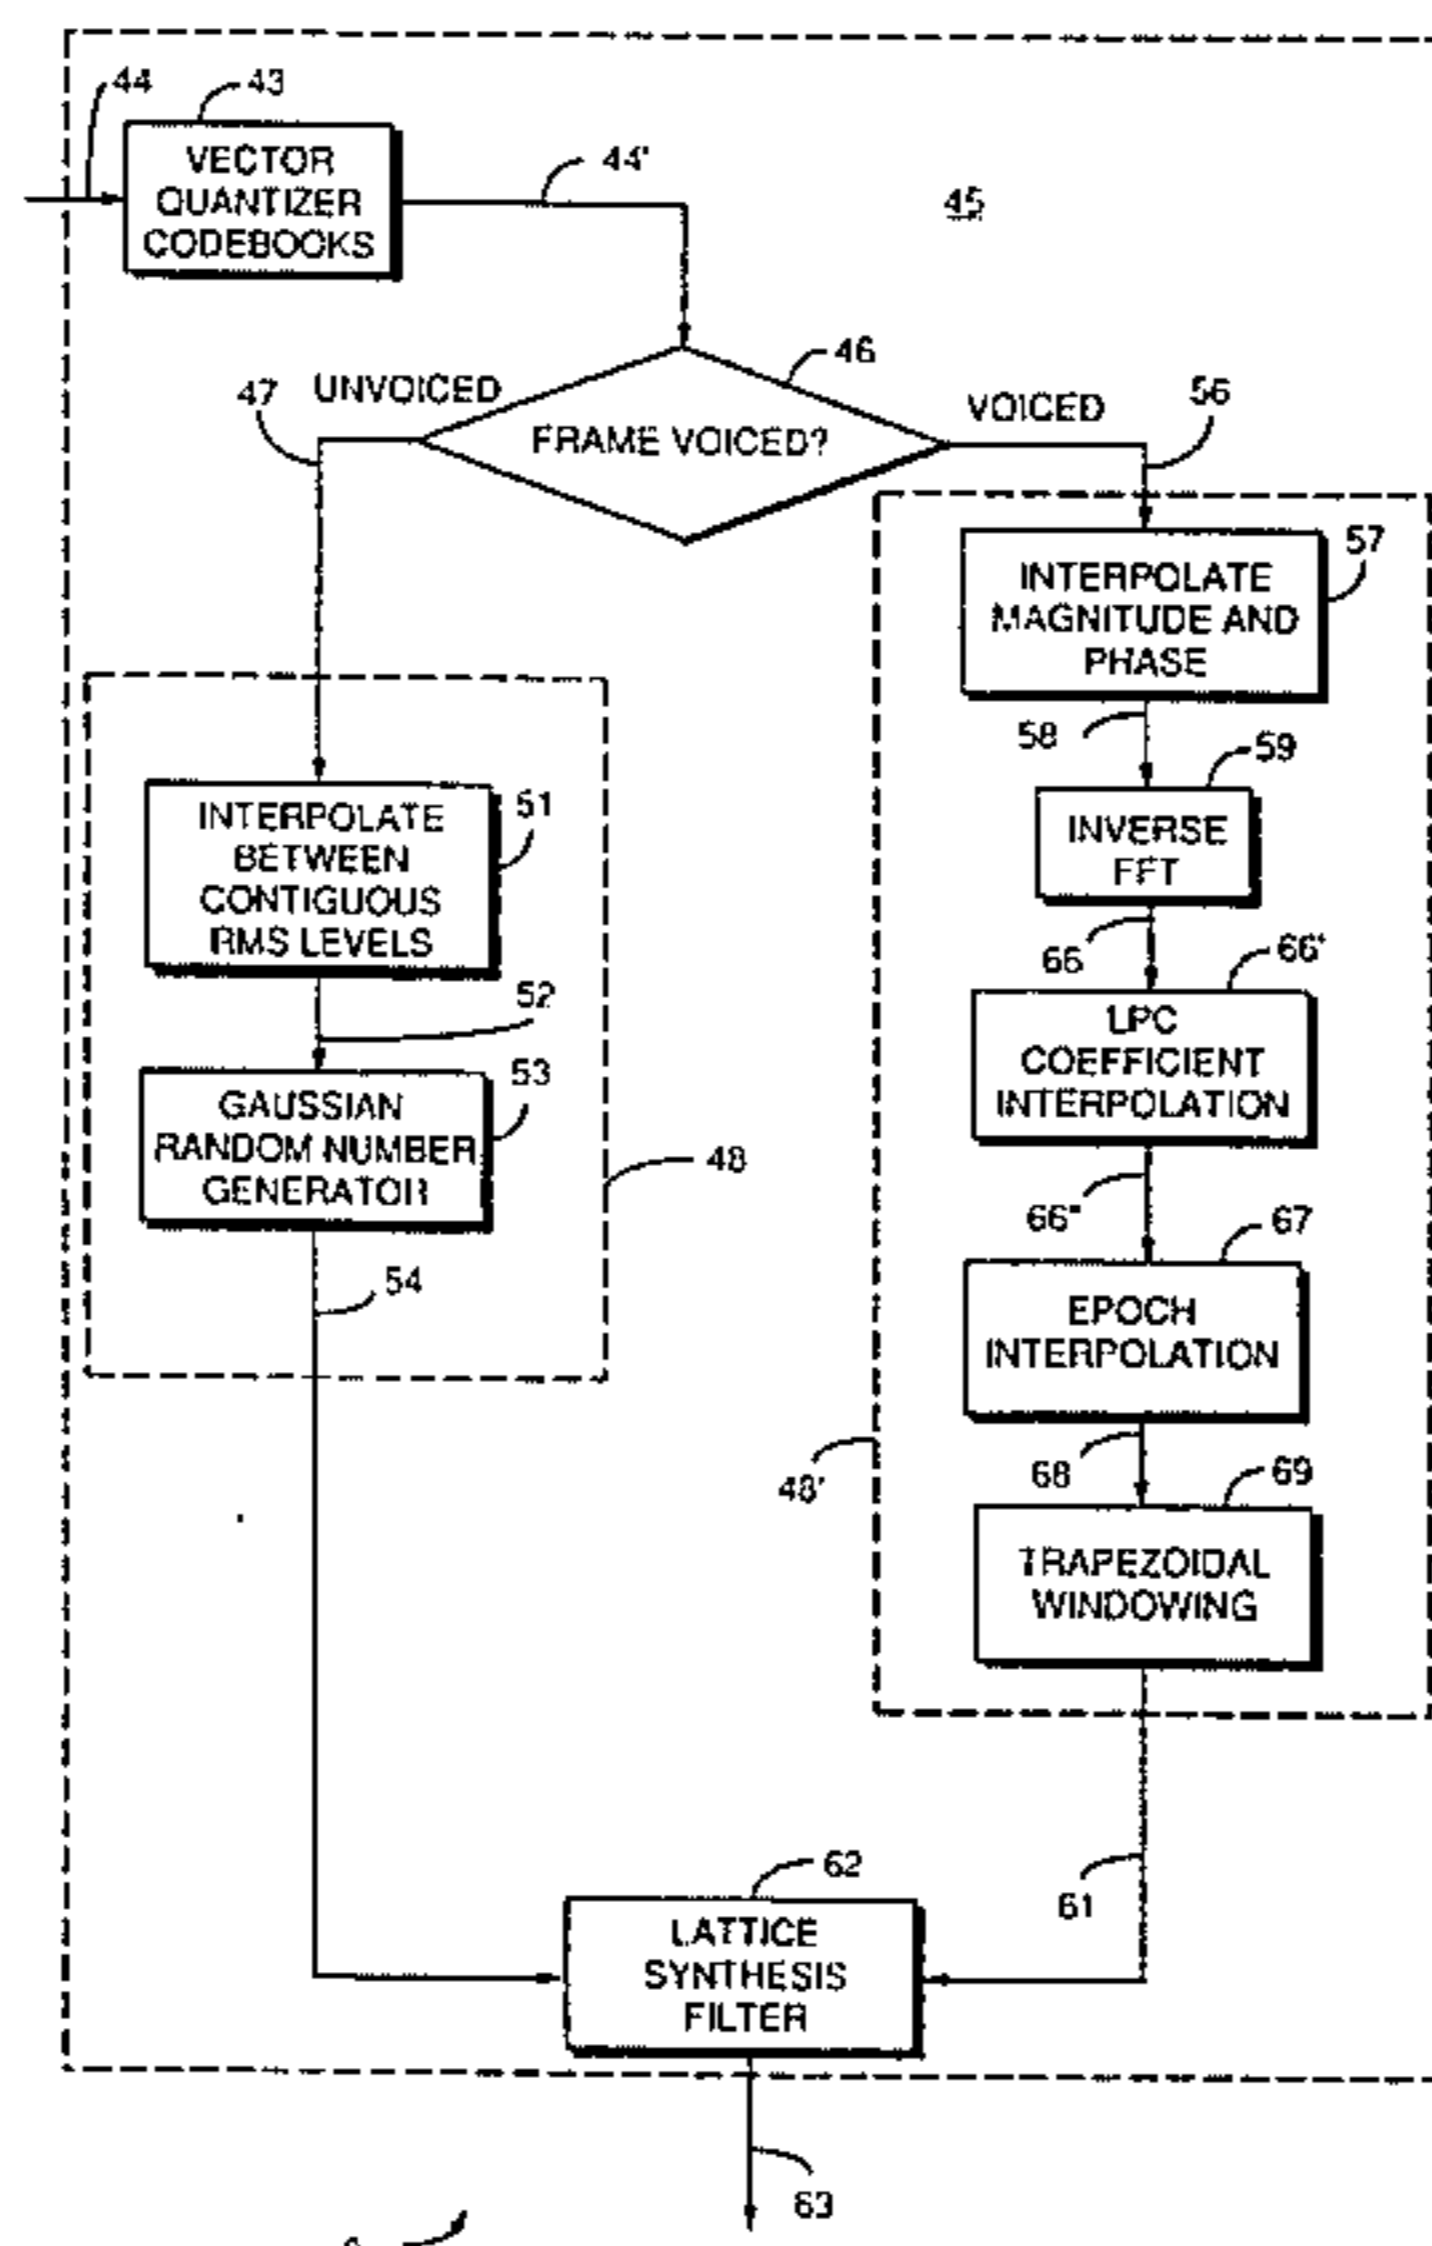 44
43
VECTOR
QUANTIZER
CODEBOOKS
44'
45
46
47
UNVOICED
FRAME VOICED?
VOICED
56
57
INTERPOLATE
MAGNITUDE AND
PHASE
58
59
INVERSE
FFT
66
66'
LPC
COEFFICIENT
INTERPOLATION
66"
67
EPOCH
INTERPOLATION
68
69
48'
TRAPEZOIDAL
WINDOWING
61
51
INTERPOLATE
BETWEEN
CONTIGUOUS
RMS LEVELS
52
53
GAUSSIAN
RANDOM NUMBER
GENERATOR
48
54
62
LATTICE
SYNTHESIS
FILTER
63